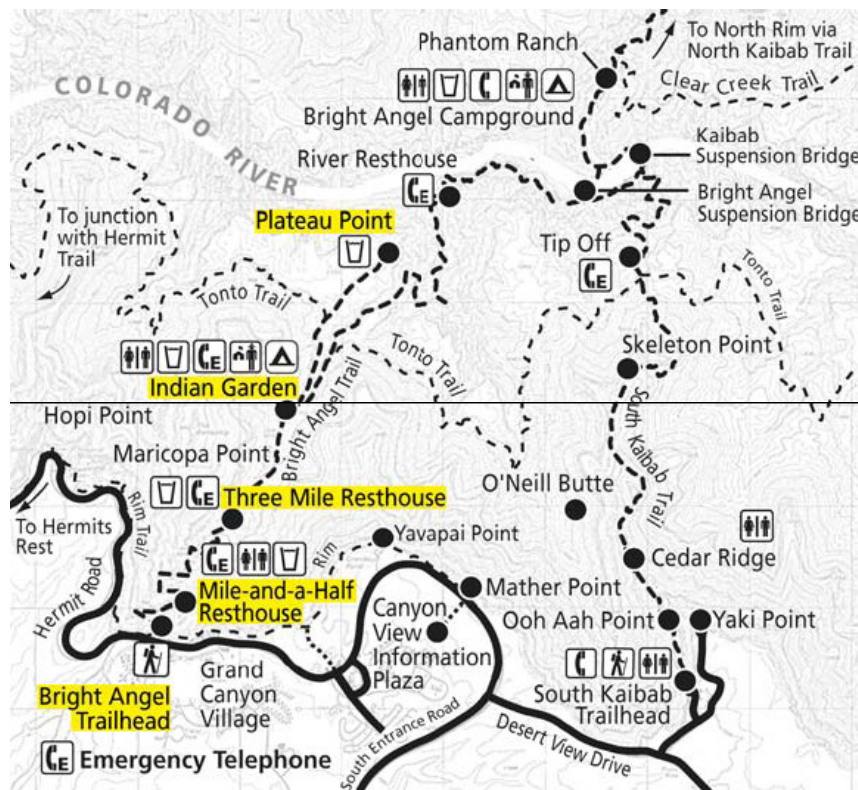 To North Rim via
North Kaibab Trail
Phantom Ranch
Clear Creek Trail
COLORADO RIVER
Bright Angel Campground
Kaibab
Suspension Bridge
River Resthouse
E
Bright Angel
Suspension Bridge
To junction
with Hermit
Trail
Plateau Point
Tip Off
E
Tonto Trail
Tonto Trail
Tonto Trail
Skeleton Point
E
Indian Garden
Bright Angel Trail
South Kaibab Trail
Hopi Point
Maricopa Point
E
Three Mile Resthouse
O'Neill Butte
To Hermits
Rest
Rim Trail
E
Rim
Yavapai Point
Cedar Ridge
Mile-and-a-Half
Resthouse
Mather Point
Hermit Road
Canyon
View
Information
Plaza
Ooh Aah Point
Yaki Point
Bright Angel
Trailhead
Grand
Canyon
Village
South Kaibab
Trailhead
South Entrance Road
Desert View Drive
E Emergency Telephone